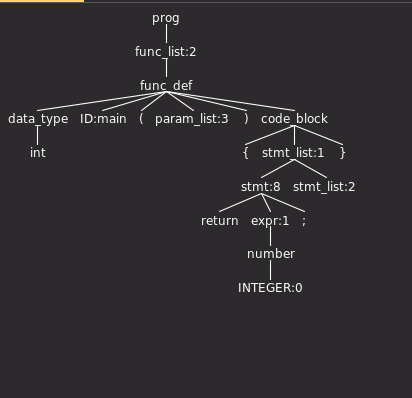 prog
func_list:2
func_def
data_type ID:main ( param_list:3 ) code_block
int { stmt_list:1 }
stmt:8 stmt_list:2
return expr:1 ;
number
INTEGER:0